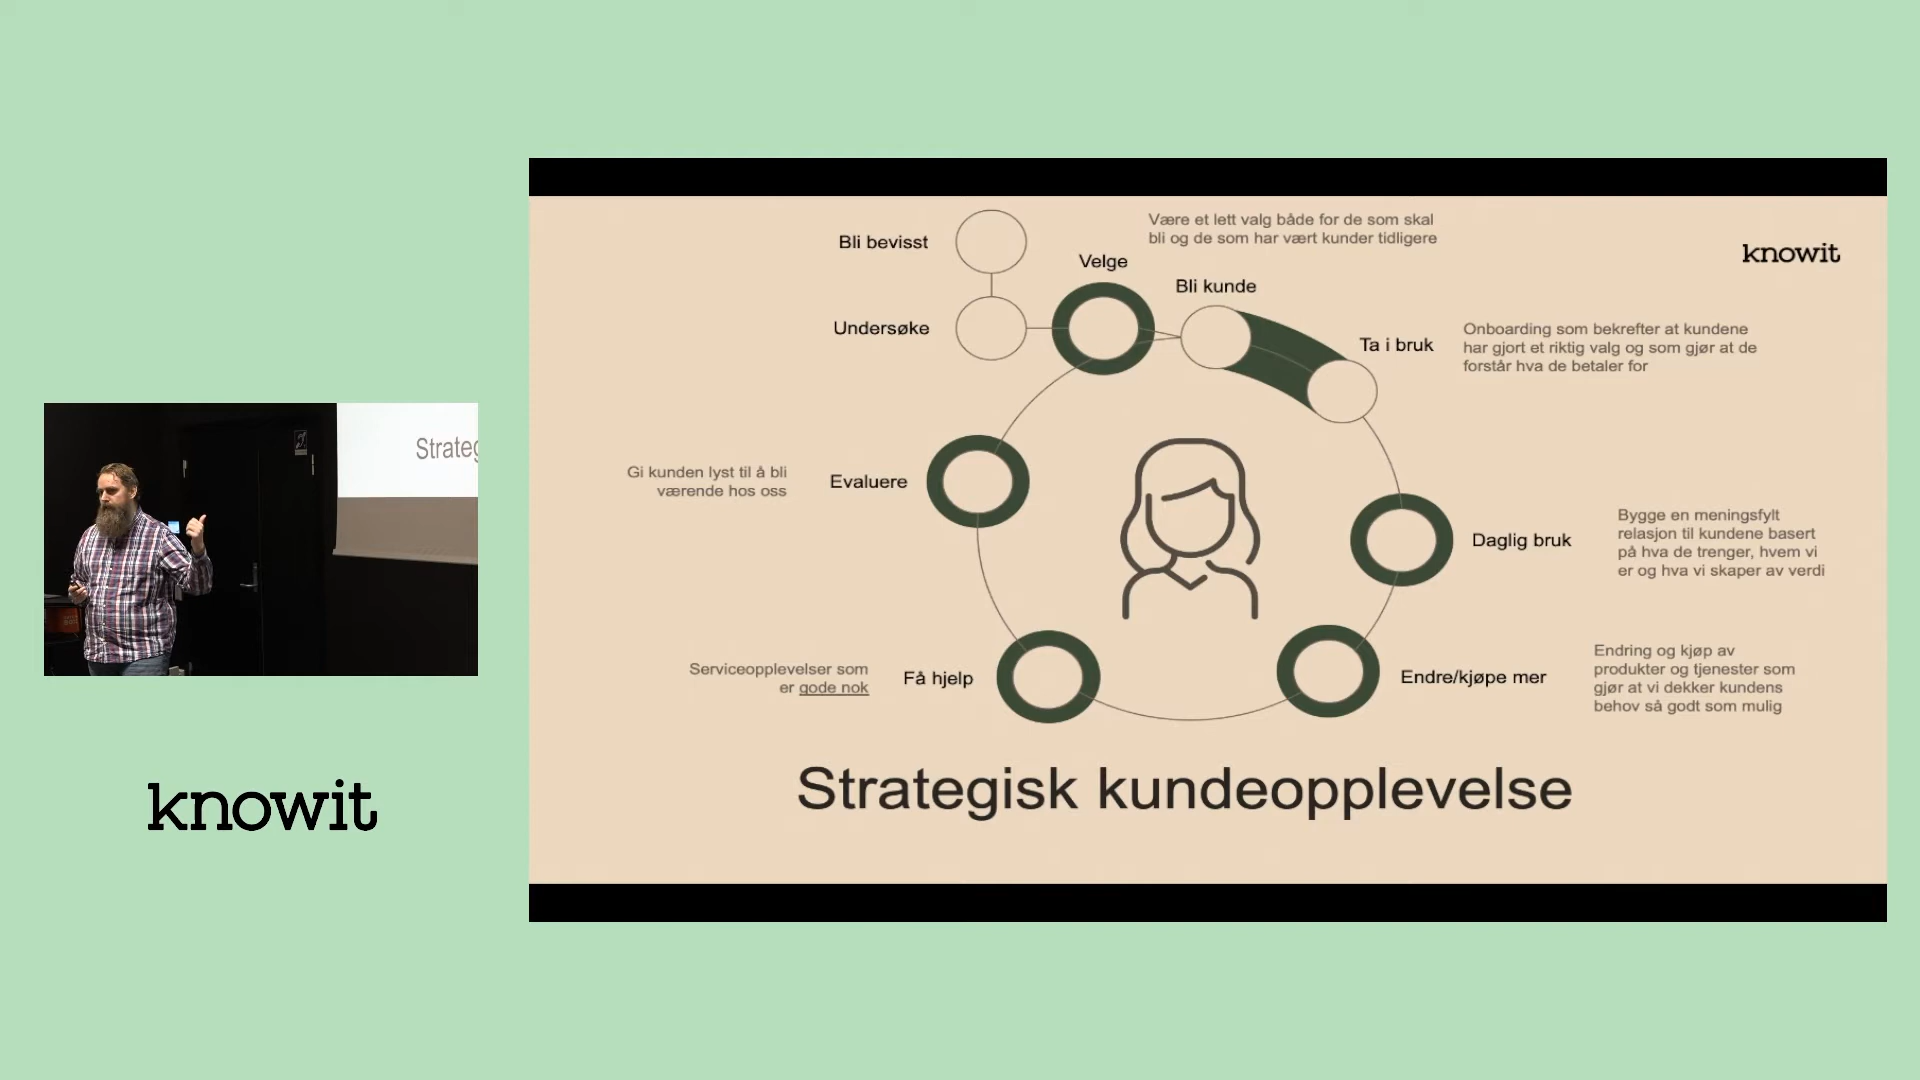 Bli bevisst
Være et lett valg både for de som skal
bli og de som har vært kunder tidligere
knowit
Velge
Bli kunde
Undersøke
Ta i bruk
Onboarding som bekrefter at kundene
har gjort et riktig valg og som gjør at de
forstår hva de betaler for
Strateg
Gi kunden lyst til å bli
værende hos oss
Evaluere
Daglig bruk
Bygge en meningsfylt
relasjon til kundene basert
på hva de trenger, hvem vi
er og hva vi skaper av verdi
Serviceopplevelser som
er gode nok
Få hjelp
Endre/kjøpe mer
Endring og kjøp av
produkter og tjenester som
gjør at vi dekker kundens
behov så godt som mulig
Strategisk kundeopplevelse
knowit